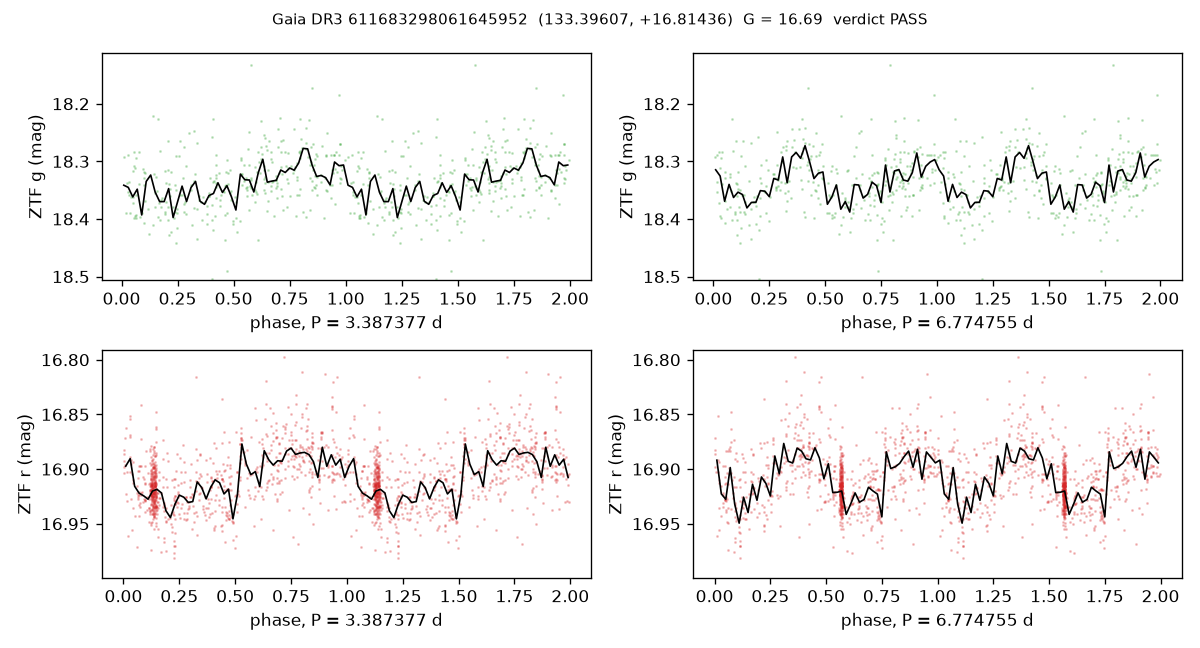 Gaia DR3 611683298061645952 (133.39607, +16.81436) G = 16.69 verdict PASS
ZTF g (mag)
18.2
18.3
18.4
18.5
0.00 0.25 0.50 0.75 1.00 1.25 1.50 1.75 2.00
phase, P = 3.387377 d
ZTF g (mag)
18.2
18.3
18.4
18.5
0.00 0.25 0.50 0.75 1.00 1.25 1.50 1.75 2.00
phase, P = 6.774755 d
ZTF r (mag)
16.80
16.85
16.90
16.95
0.00 0.25 0.50 0.75 1.00 1.25 1.50 1.75 2.00
phase, P = 3.387377 d
ZTF r (mag)
16.80
16.85
16.90
16.95
0.00 0.25 0.50 0.75 1.00 1.25 1.50 1.75 2.00
phase, P = 6.774755 d